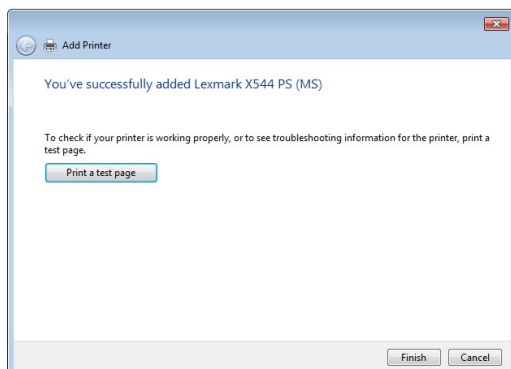 Add Printer
You've successfully added Lexmark X544 PS (MS)
To check if your printer is working properly, or to see troubleshooting information for the printer, print a
test page.
Print a test page
Finish Cancel